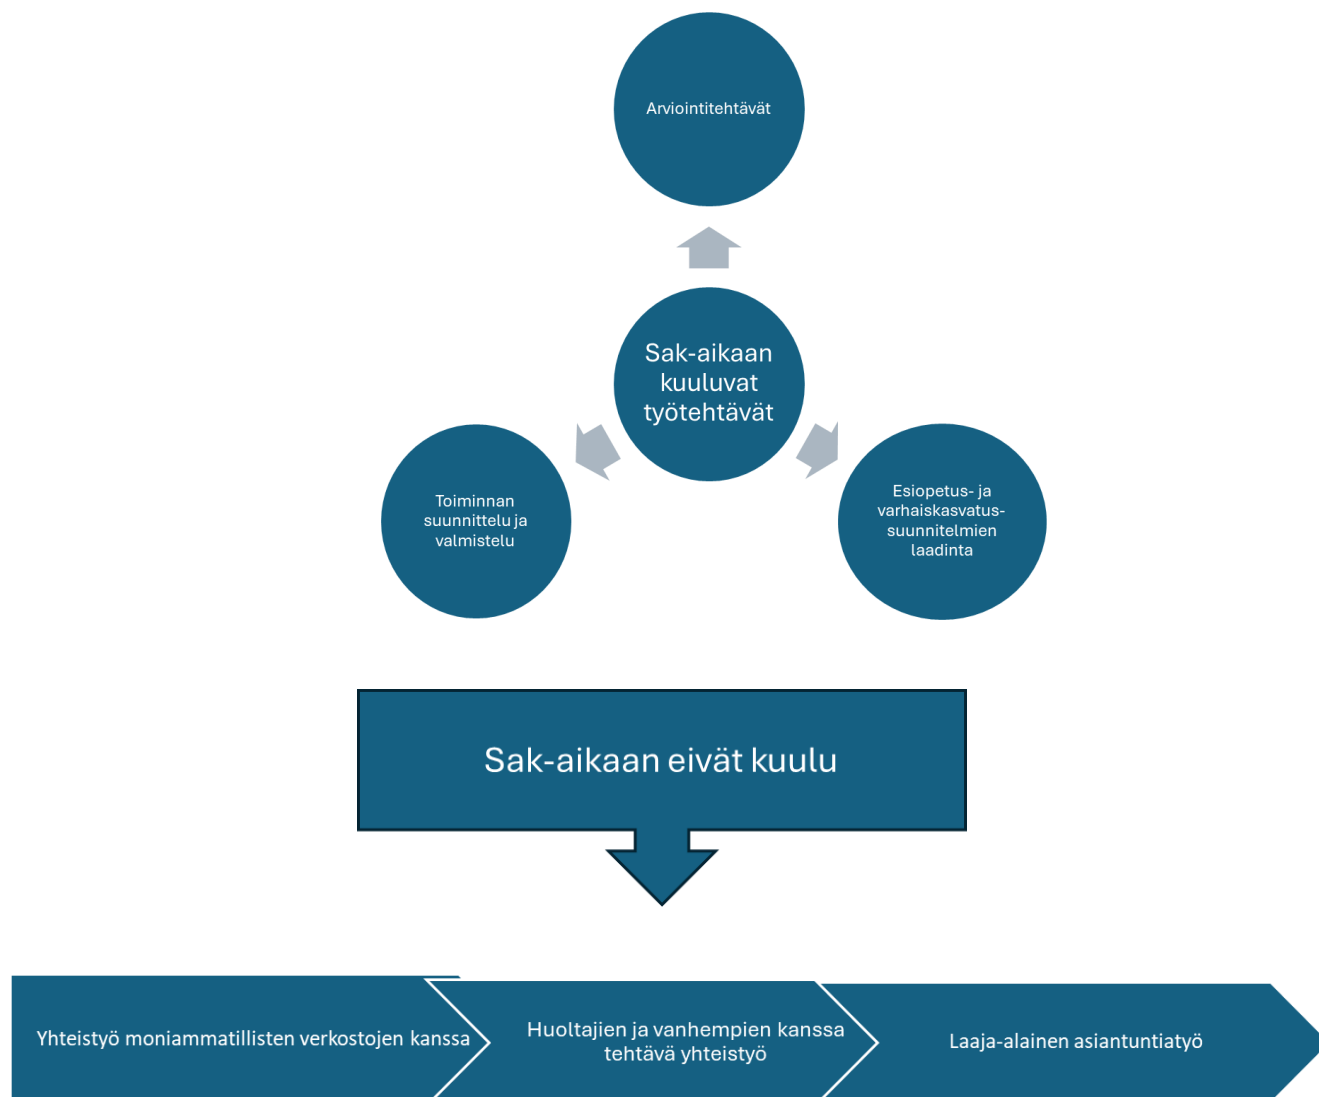 Arviointitehtävät
Sak-aikaan
kuuluvat
työtehtävät
Toiminnan
suunnittelu ja
valmistelu
Esiopetus- ja
varhaiskasvatus-
suunnitelmien
laadinta
Sak-aikaan eivät kuulu
Yhteistyö moniammatillisten verkostojen kanssa
Huoltajien ja vanhempien kanssa
tehtävä yhteistyö
Laaja-alainen asiantuntiatyö